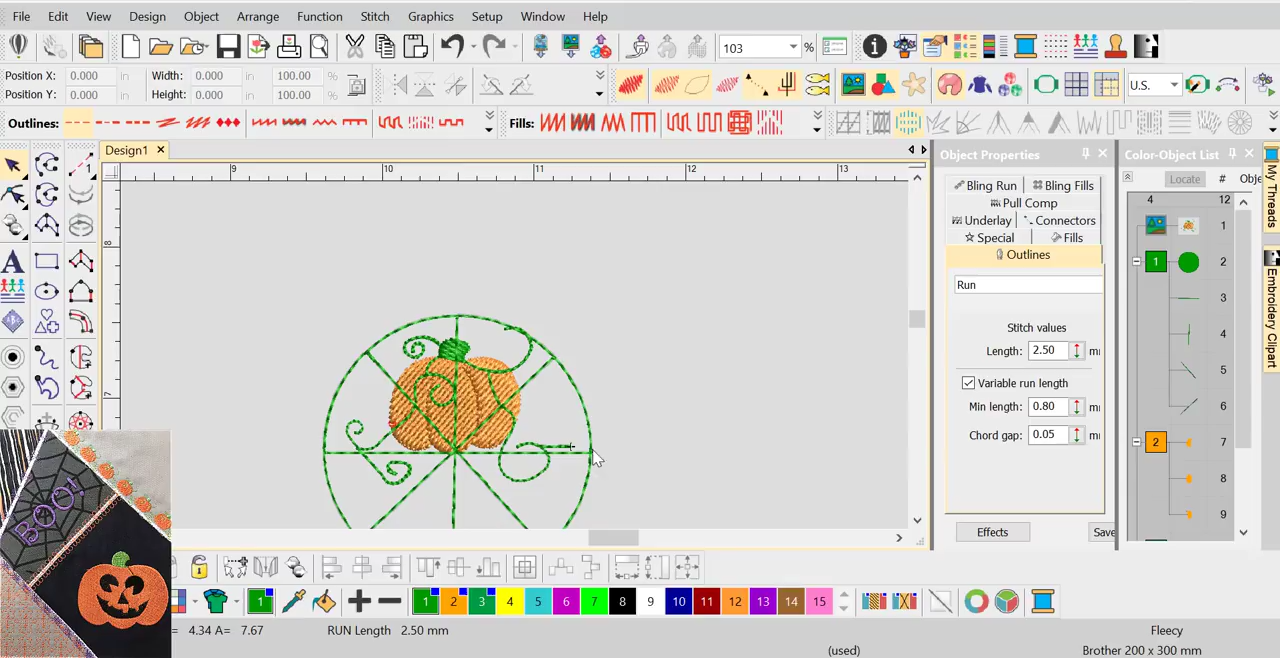 File Edit View Design Object Arrange Function Stitch Graphics Setup Window Help
103 %
Position X: 0.000 in Width: 0.000 in 100.00 %
Position Y: 0.000 in Height: 0.000 in 100.00 %
U.S.
Outlines: Fills:
Design1
9 10 11 12 13
8
7
Object Properties
Bling Run Bling Fills
Pull Comp
Underlay Connectors
Special Fills
Outlines
Run
Stitch values
Length: 2.50 m
Variable run length
Min length: 0.80 m
Chord gap: 0.05 m
Effects Save
Color-Object List
Locate # Obje
4 12
1
1 2
3
4
5
6
2 7
8
9
My Threads
Embroidery Clipart
BOO!
1 1 2 3 4 5 6 7 8 9 10 11 12 13 14 15
= 4.34 A= 7.67 RUN Length 2.50 mm Fleecy
(used) Brother 200 x 300 mm